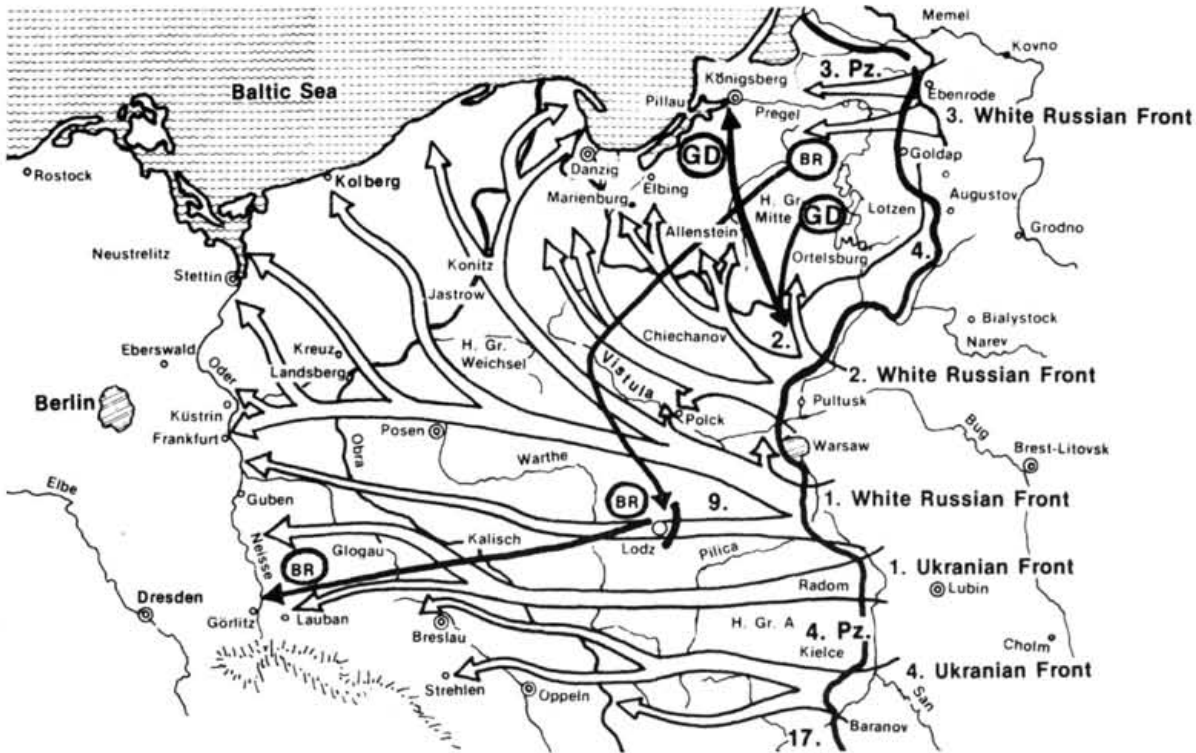 Memel
Kovno
Baltic Sea
3. Pz.
Königsberg
Pillau
Pregel
Ebenrode
3. White Russian Front
Rostock
Kolberg
Danzig
GD
BR
Goldap
Marienburg
Elbing
H. Gr.
Mitte
GD
Lotzen
Augustov
Grodno
Neustrelitz
Stettin
Konitz
Allenstein
Ortelsburg
4.
Jastrow
Chiechanov
2.
Bialystock
Narev
Eberswald
Kreuz
H. Gr.
Weichsel
Landsberg
Oder
Vistula
2. White Russian Front
Berlin
Küstrin
Polck
Pultusk
Frankfurt
Posen
Warsaw
Bug
Brest-Litovsk
Obra
Warthe
Elbe
Guben
BR
9.
1. White Russian Front
Neisse
Glogau
Kalisch
Lodz
Pilica
BR
1. Ukranian Front
Radom
Lubin
Dresden
Görlitz
Lauban
Breslau
H. Gr. A
4. Pz.
Kielce
Cholm
4. Ukranian Front
Strehlen
Oppeln
San
Baranov
17.